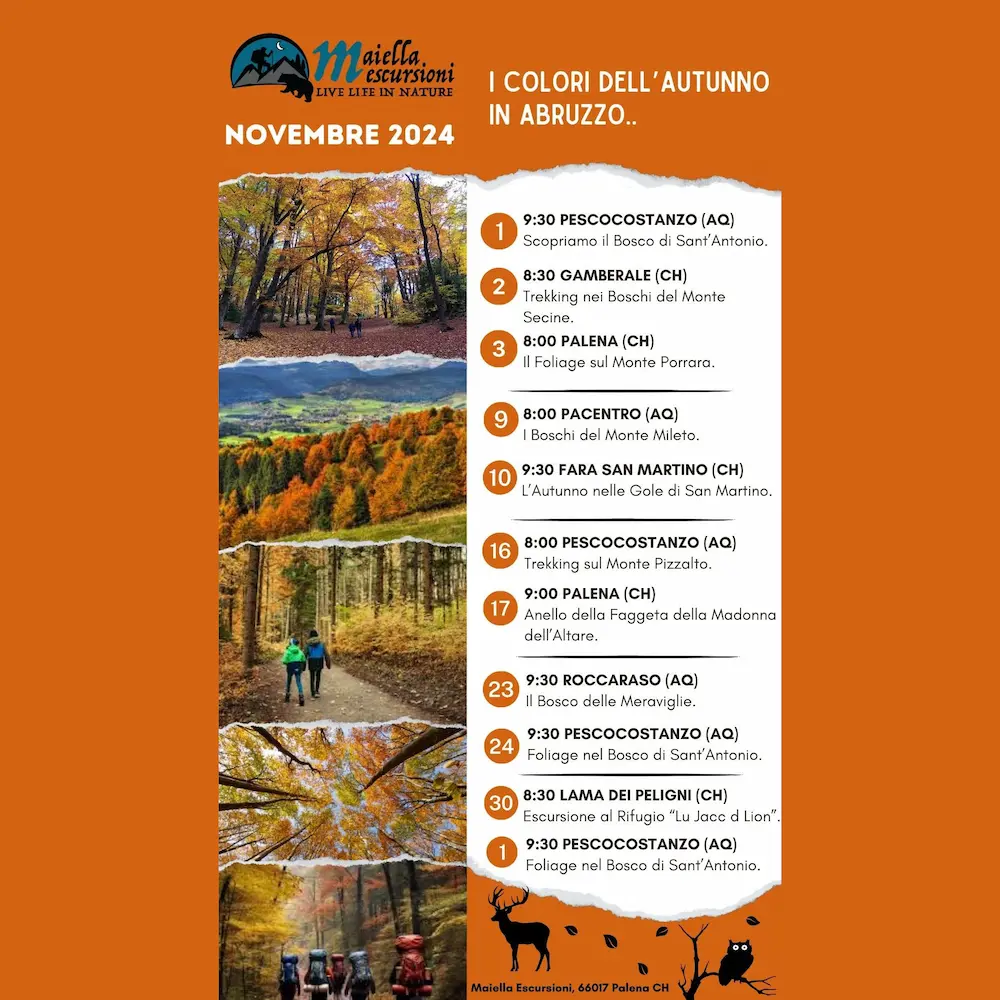 Maiella
escursioni
LIVE LIFE IN NATURE
NOVEMBRE 2024
I COLORI DELL'AUTUNNO
IN ABRUZZO..
1
9:30 PESCOCOSTANZO (AQ)
Scopriamo il Bosco di Sant'Antonio.
2
8:30 GAMBERALE (CH)
Trekking nei Boschi del Monte
Secine.
3
8:00 PALENA (CH)
Il Foliage sul Monte Porrara.
9
8:00 PACENTRO (AQ)
I Boschi del Monte Mileto.
10
9:30 FARA SAN MARTINO (CH)
L'Autunno nelle Gole di San Martino.
16
8:00 PESCOCOSTANZO (AQ)
Trekking sul Monte Pizzalto.
17
9:00 PALENA (CH)
Anello della Faggeta della Madonna
dell'Altare.
23
9:30 ROCCARASO (AQ)
Il Bosco delle Meraviglie.
24
9:30 PESCOCOSTANZO (AQ)
Foliage nel Bosco di Sant'Antonio.
30
8:30 LAMA DEI PELIGNI (CH)
Escursione al Rifugio "Lu Jacc d Lion".
1
9:30 PESCOCOSTANZO (AQ)
Foliage nel Bosco di Sant'Antonio.
Maiella Escursioni, 66017 Palena CH